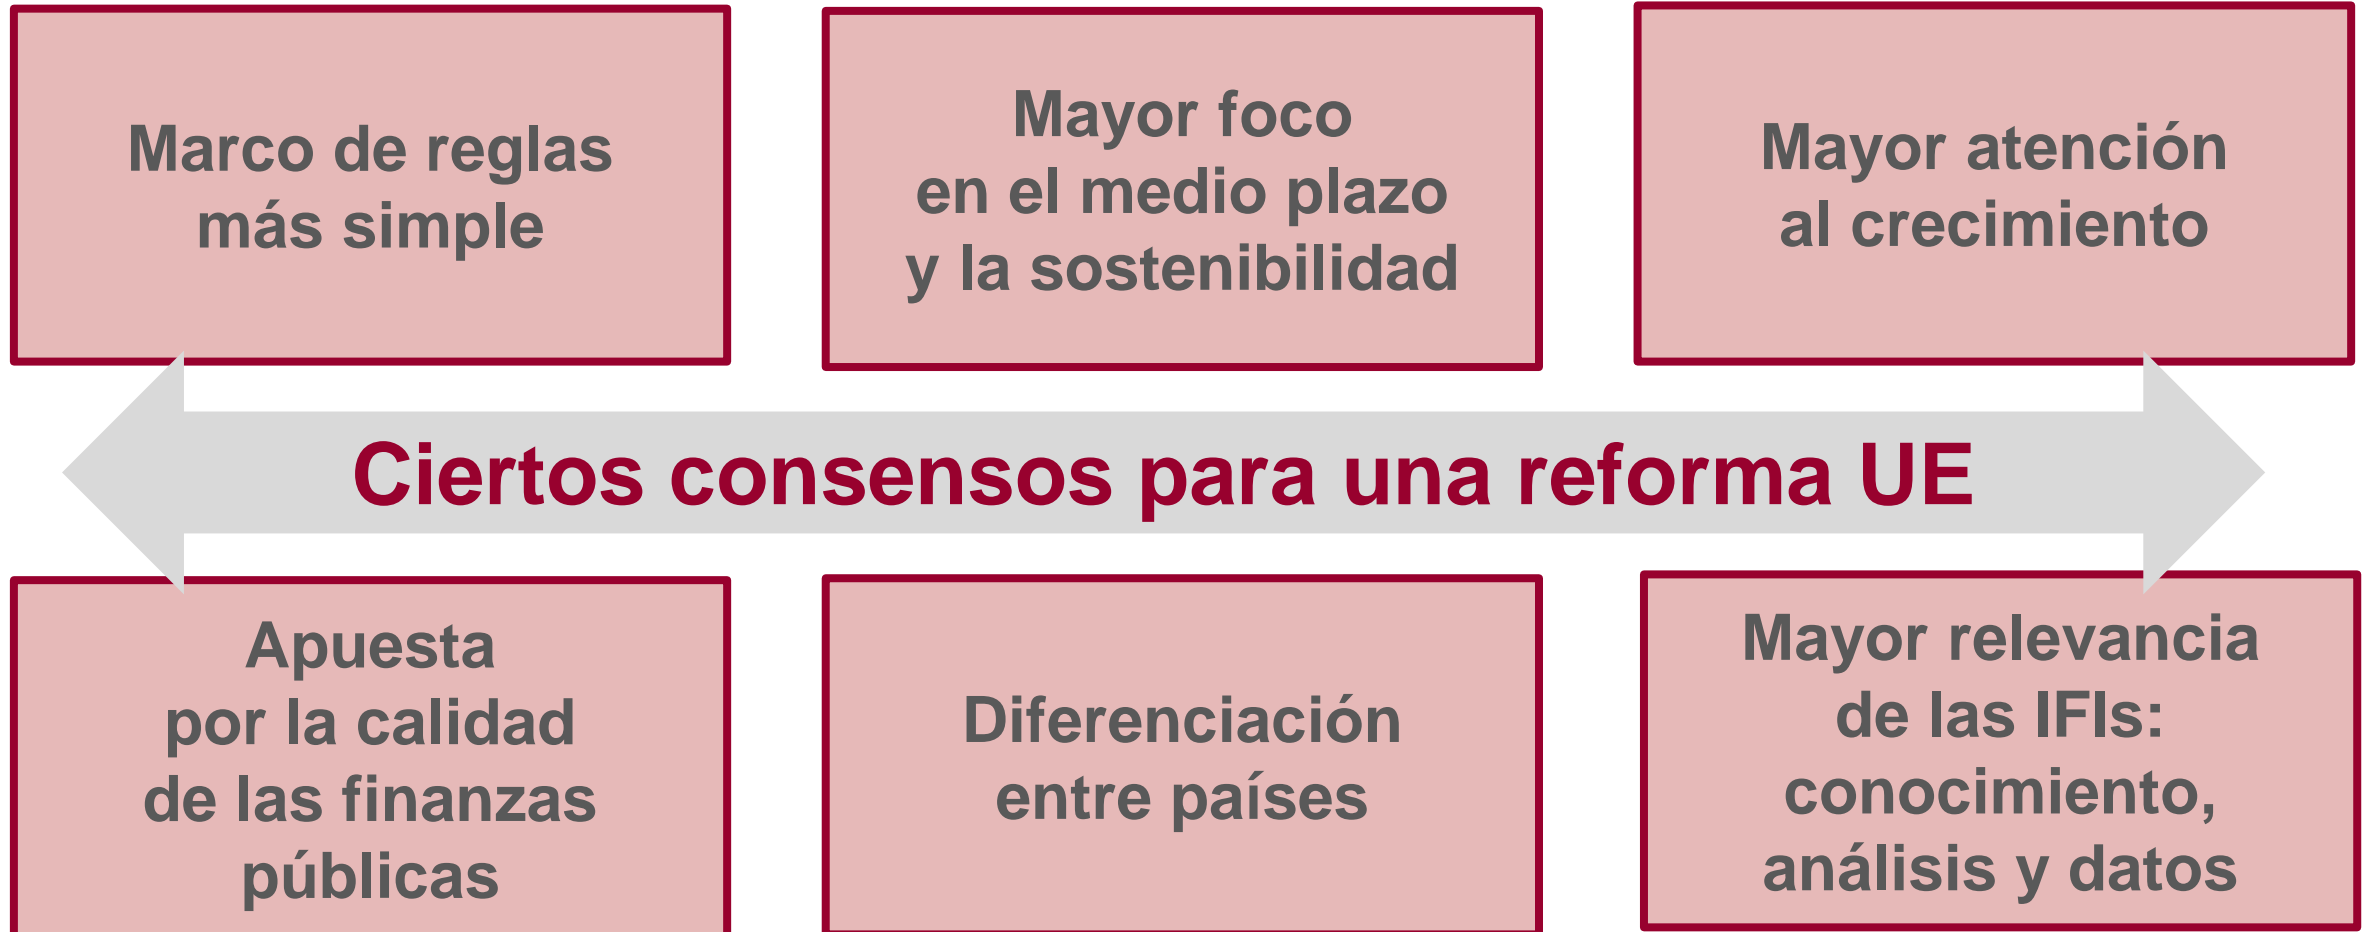 Marco de reglas
más simple
Mayor foco
en el medio plazo
y la sostenibilidad
Mayor atención
al crecimiento
Ciertos consensos para una reforma UE
Apuesta
por la calidad
de las finanzas
públicas
Diferenciación
entre países
Mayor relevancia
de las IFIs:
conocimiento,
análisis y datos